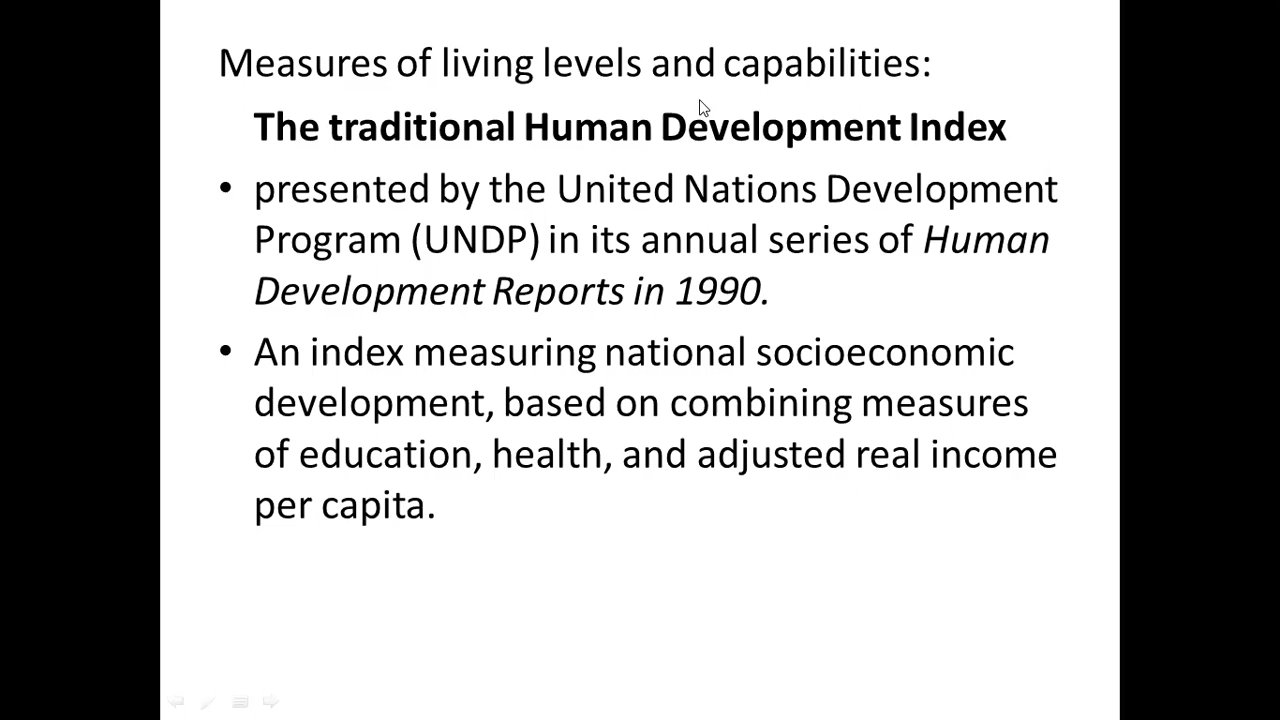 Measures of living levels and capabilities:
The traditional Human Development Index
• presented by the United Nations Development
Program (UNDP) in its annual series of Human
Development Reports in 1990.
• An index measuring national socioeconomic
development, based on combining measures
of education, health, and adjusted real income
per capita.